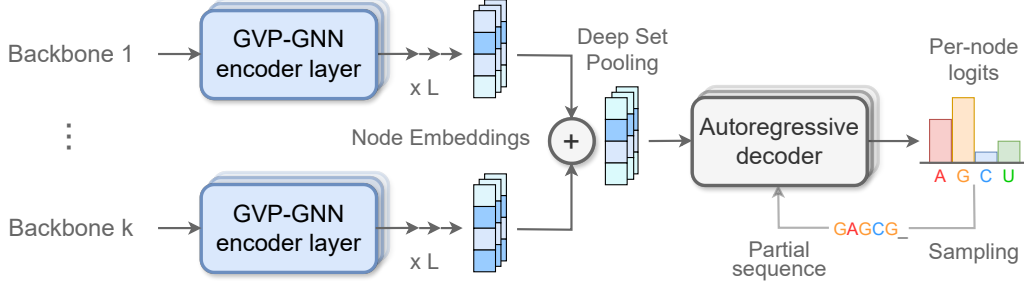 Backbone 1
GVP-GNN
encoder layer
x L
Node Embeddings
Deep Set
Pooling
+
Autoregressive
decoder
Per-node
logits
A G C U
Backbone k
GVP-GNN
encoder layer
x L
GAGCG_
Partial
sequence
Sampling